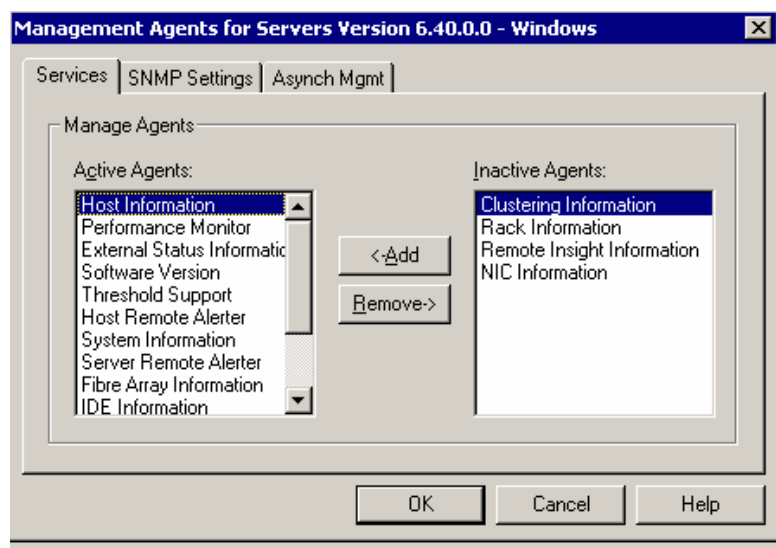 Management Agents for Servers Version 6.40.0.0 - Windows
Services
SNMP Settings
Asynch Mgmt
Manage Agents
Active Agents:
Host Information
Performance Monitor
External Status Informatic
Software Version
Threshold Support
Host Remote Alerter
System Information
Server Remote Alerter
Fibre Array Information
IDE Information
<-Add
Remove->
Inactive Agents:
Clustering Information
Rack Information
Remote Insight Information
NIC Information
OK
Cancel
Help